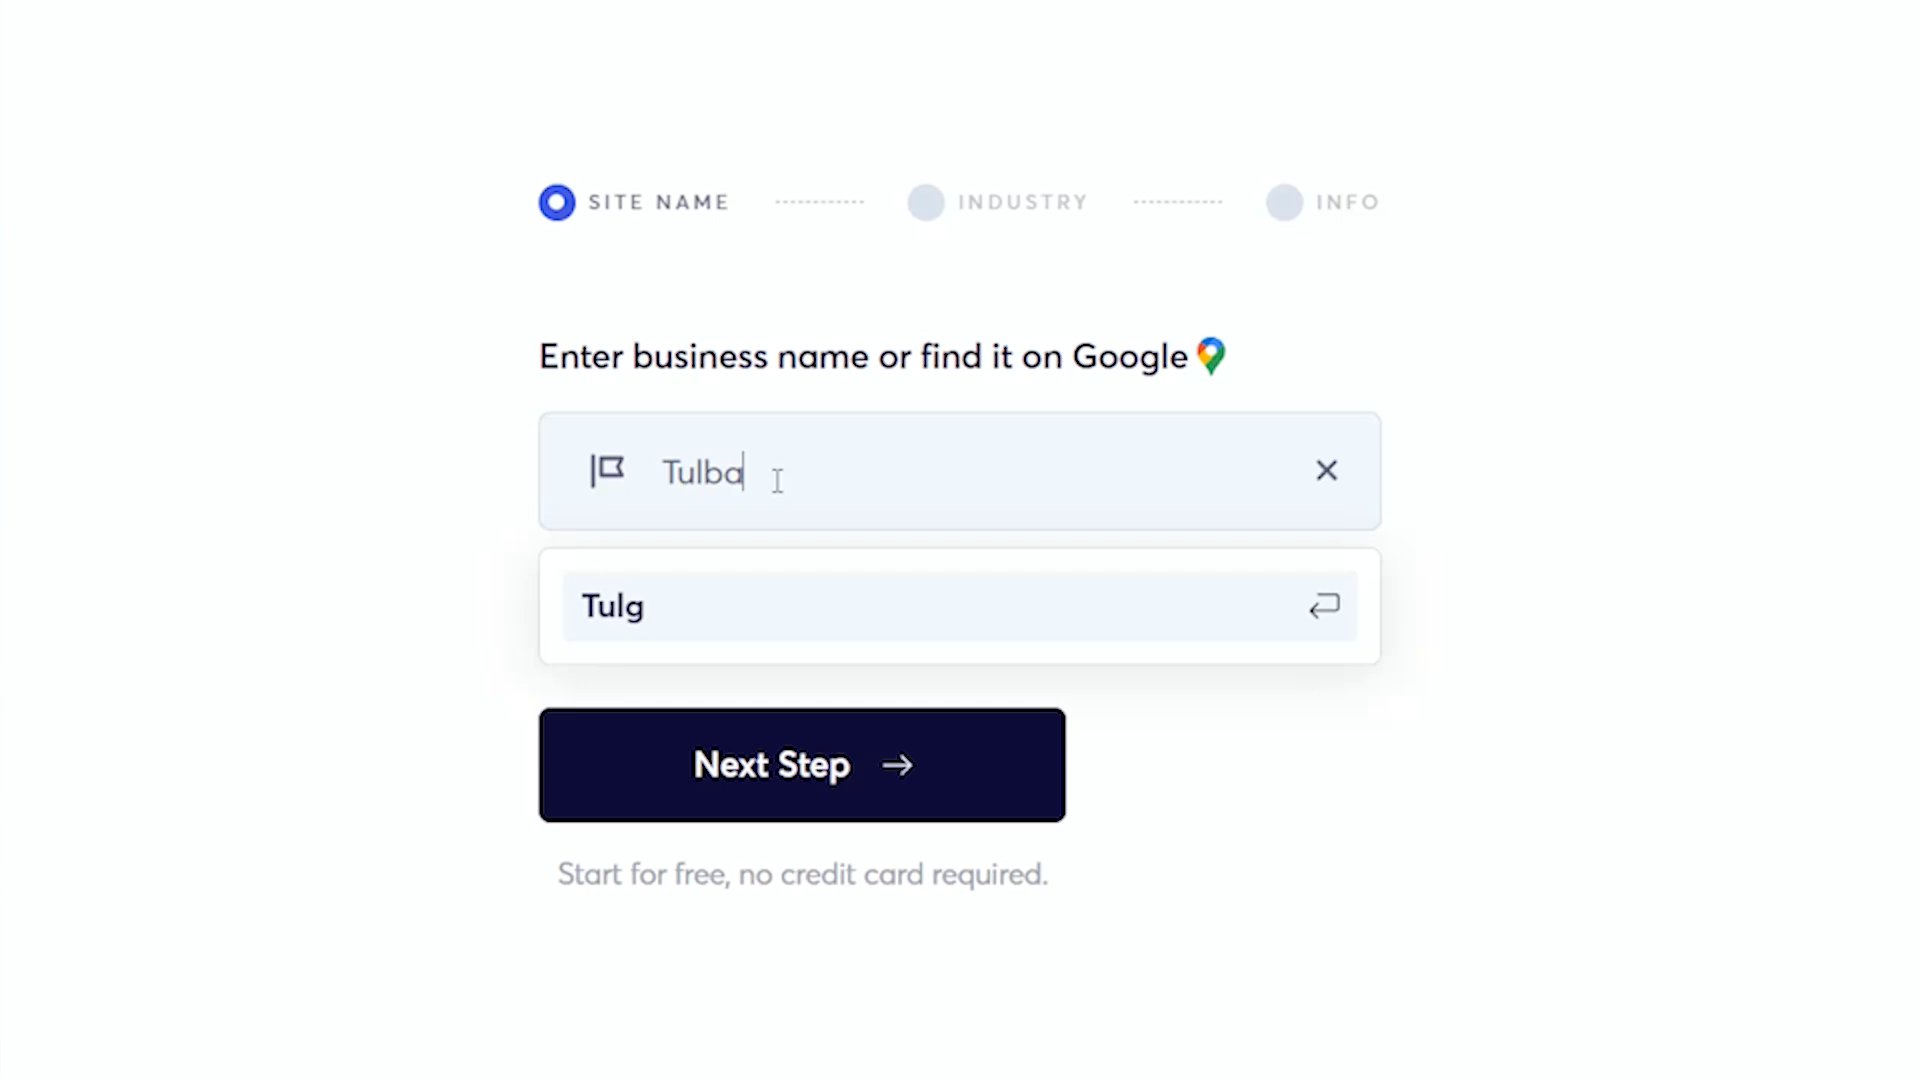 SITE NAME INDUSTRY INFO
Enter business name or find it on Google
Tulba
Tulg
Next Step
Start for free, no credit card required.